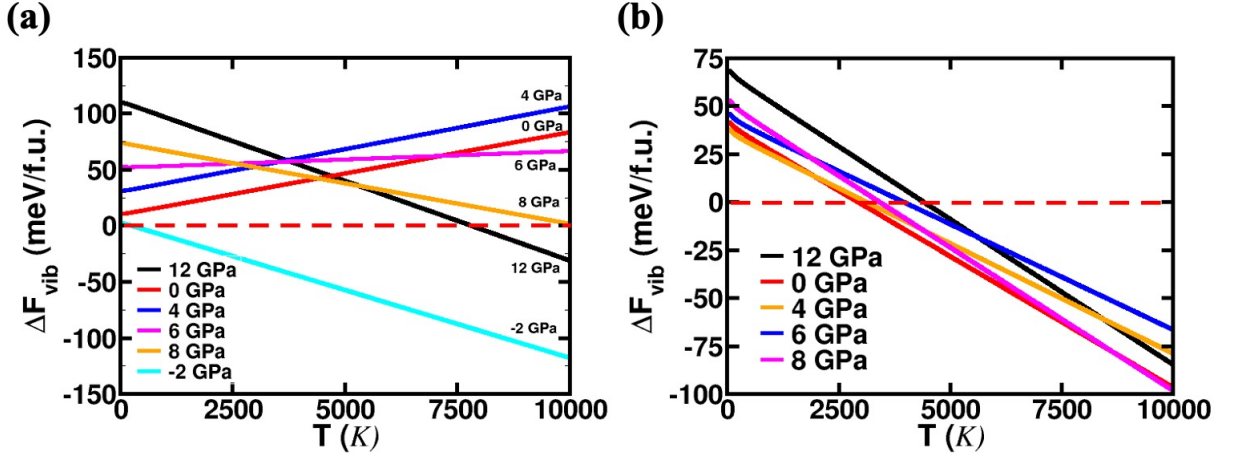 (a)
150
100
50
0
-50
-100
-150
ΔF_vib (meV/f.u.)
4 GPa
0 GPa
6 GPa
8 GPa
12 GPa
-2 GPa
12 GPa
0 GPa
4 GPa
6 GPa
8 GPa
-2 GPa
0 2500 5000 7500 10000
T (K)
(b)
75
50
25
0
-25
-50
-75
-100
ΔF_vib (meV/f.u.)
12 GPa
0 GPa
4 GPa
6 GPa
8 GPa
0 2500 5000 7500 10000
T (K)